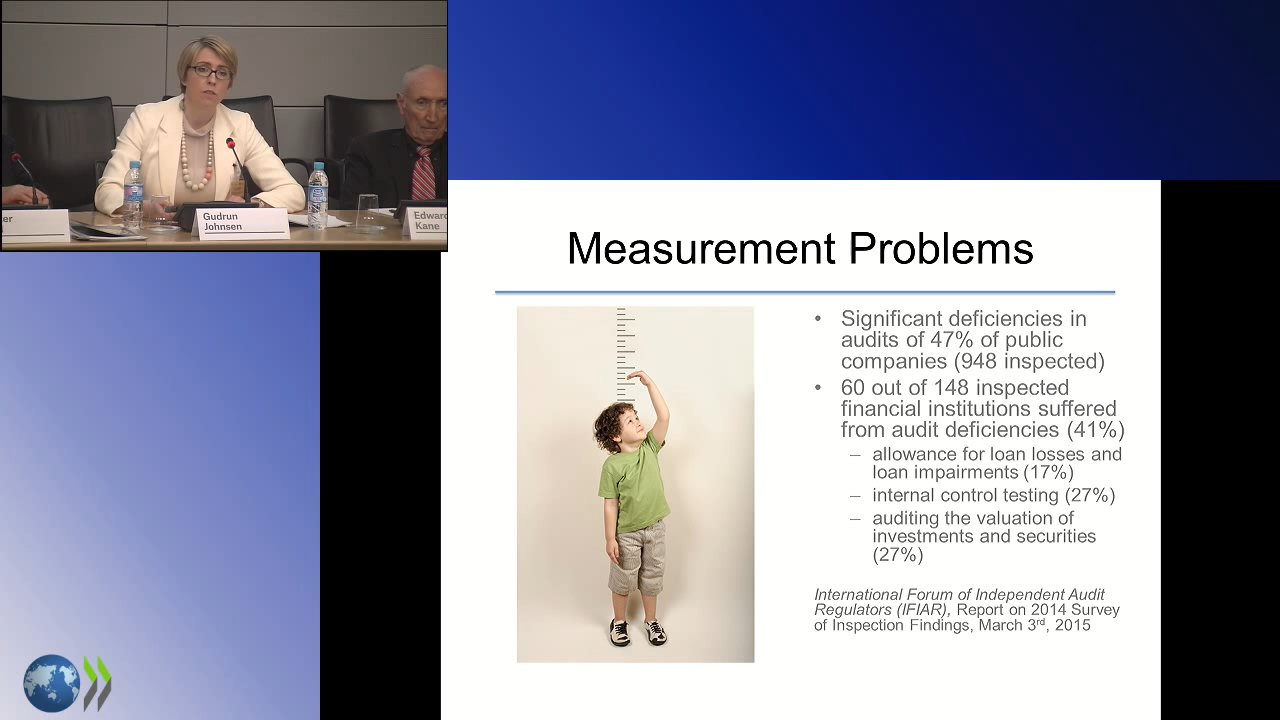 Gudrun
Johnsen
Edward
Kane
Measurement Problems
• Significant deficiencies in
audits of 47% of public
companies (948 inspected)
• 60 out of 148 inspected
financial institutions suffered
from audit deficiencies (41%)
– allowance for loan losses and
loan impairments (17%)
– internal control testing (27%)
– auditing the valuation of
investments and securities
(27%)
International Forum of Independent Audit
Regulators (IFIAR), Report on 2014 Survey
of Inspection Findings, March 3rd, 2015